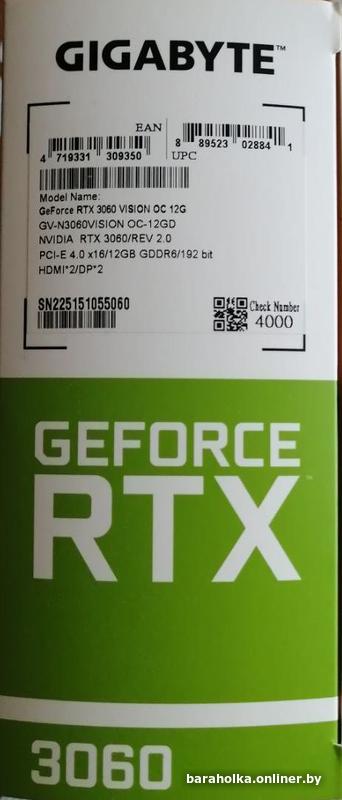 GIGABYTE™
EAN
4 719331 309350
8 89523 02884 1
UPC
Model Name:
GeForce RTX 3060 VISION OC 12G
GV-N3060VISION OC-12GD
NVIDIA RTX 3060/REV 2.0
PCI-E 4.0 x16/12GB GDDR6/192 bit
HDMI*2/DP*2
SN225151055060
Check Number
4000
GEFORCE
RTX™
3060
baraholka.onliner.by